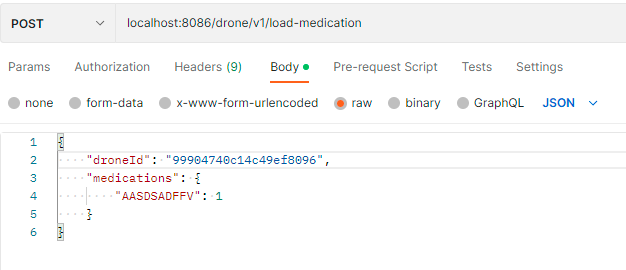 POST localhost:8086/drone/v1/load-medication
Params Authorization Headers (9) Body Pre-request Script Tests Settings
none form-data x-www-form-urlencoded raw binary GraphQL JSON
1 {
2 "droneId": "99904740c14c49ef8096",
3 "medications": {
4 "AASDSADFFV": 1
5 }
6 }